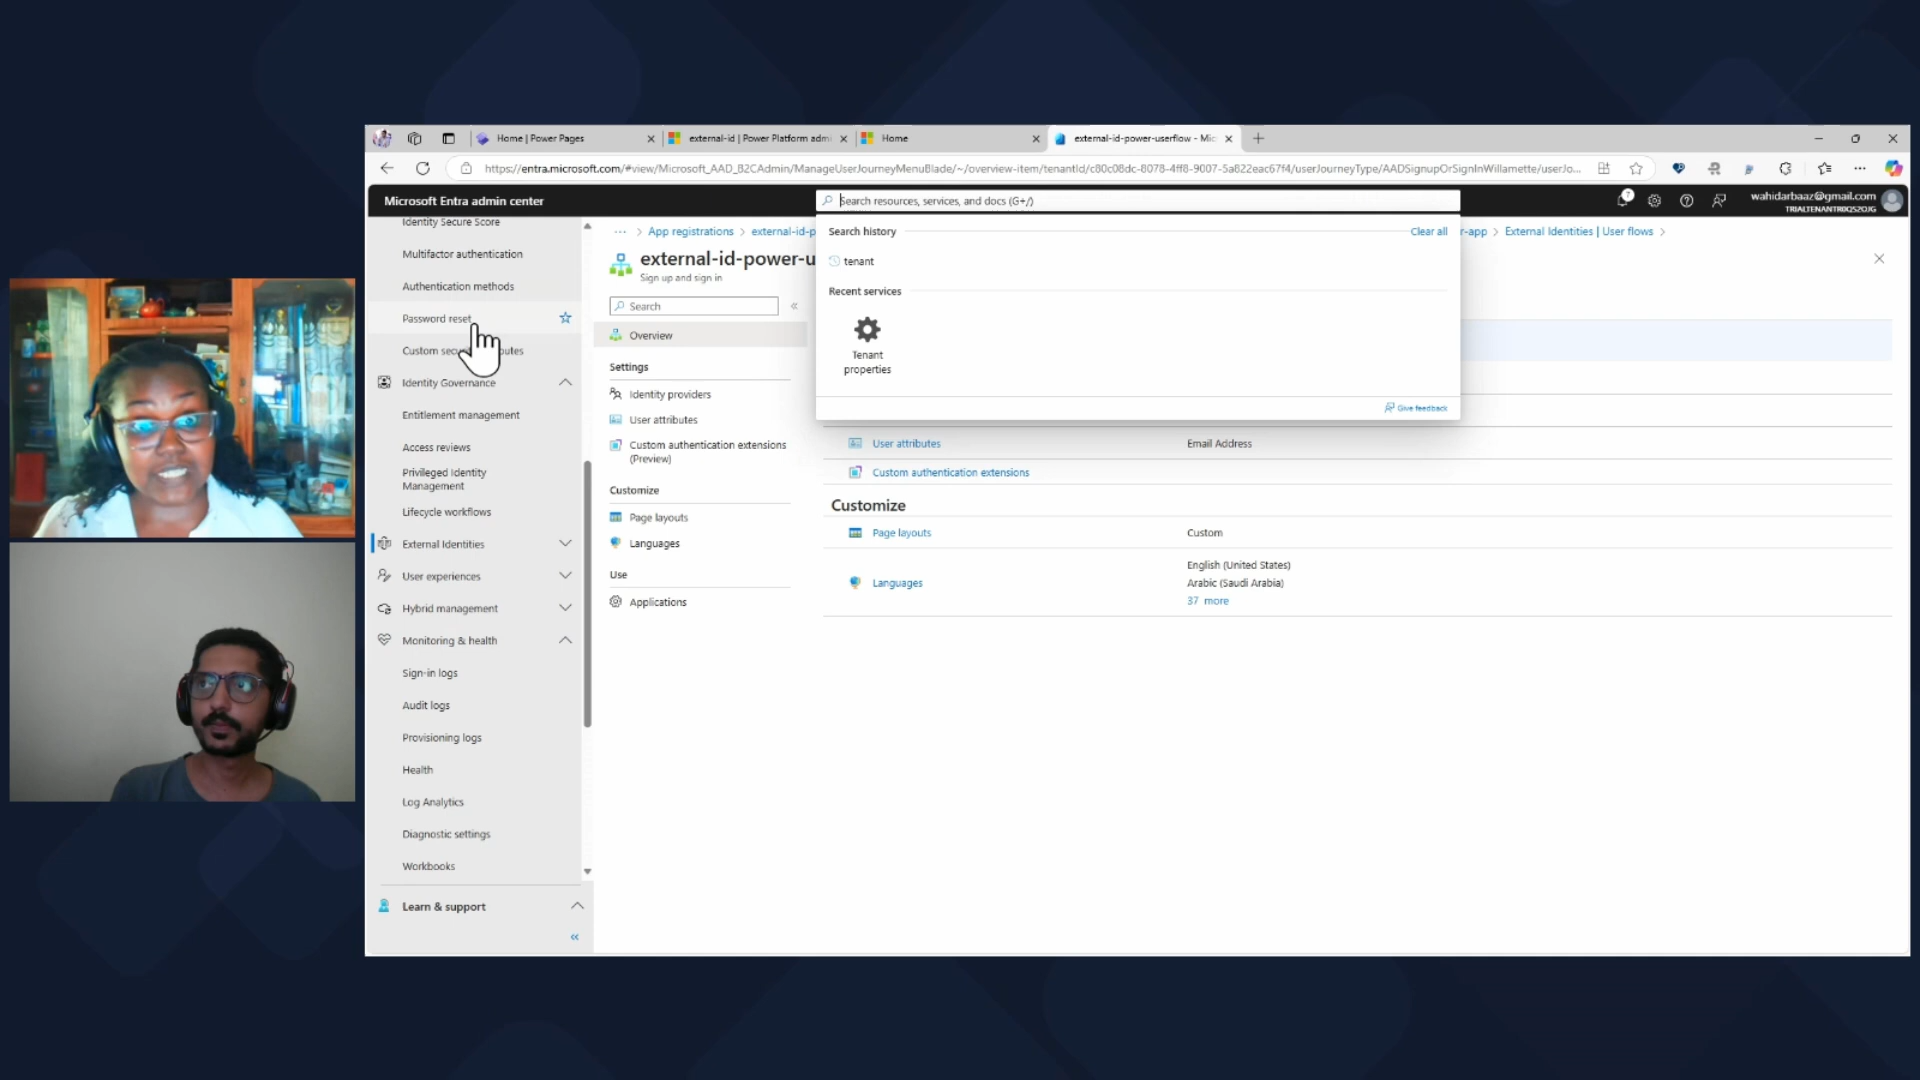 Home | Power Pages
external-id | Power Platform admi
Home
external-id-power-userflow - Mic
https://entra.microsoft.com/#view/Microsoft_AAD_B2CAdmin/ManageUserJourneyMenuBlade/~/overview-item/tenantId/c80c08dc-8078-4ff8-9007-5a822eac67f4/userJourneyType/AADSignupOrSignInWillamette/userJo...
Microsoft Entra admin center
Search resources, services, and docs (G+/)
7
wahidarbaaz@gmail.com
Identity Secure Score
Multifactor authentication
Authentication methods
Password reset
Custom secu utes
Identity Governance
Entitlement management
Access reviews
Privileged Identity
Management
Lifecycle workflows
External Identities
User experiences
Hybrid management
Monitoring & health
Sign-in logs
Audit logs
Provisioning logs
Health
Log Analytics
Diagnostic settings
Workbooks
Learn & support
... > App registrations > external-id-p
r-app > External Identities | User flows >
external-id-power-u
Sign up and sign in
Search
Overview
Settings
Identity providers
User attributes
Custom authentication extensions
(Preview)
Customize
Page layouts
Languages
Use
Applications
Search history
Clear all
tenant
Recent services
Tenant
properties
Give feedback
User attributes
Email Address
Custom authentication extensions
Customize
Page layouts
Custom
Languages
English (United States)
Arabic (Saudi Arabia)
37 more